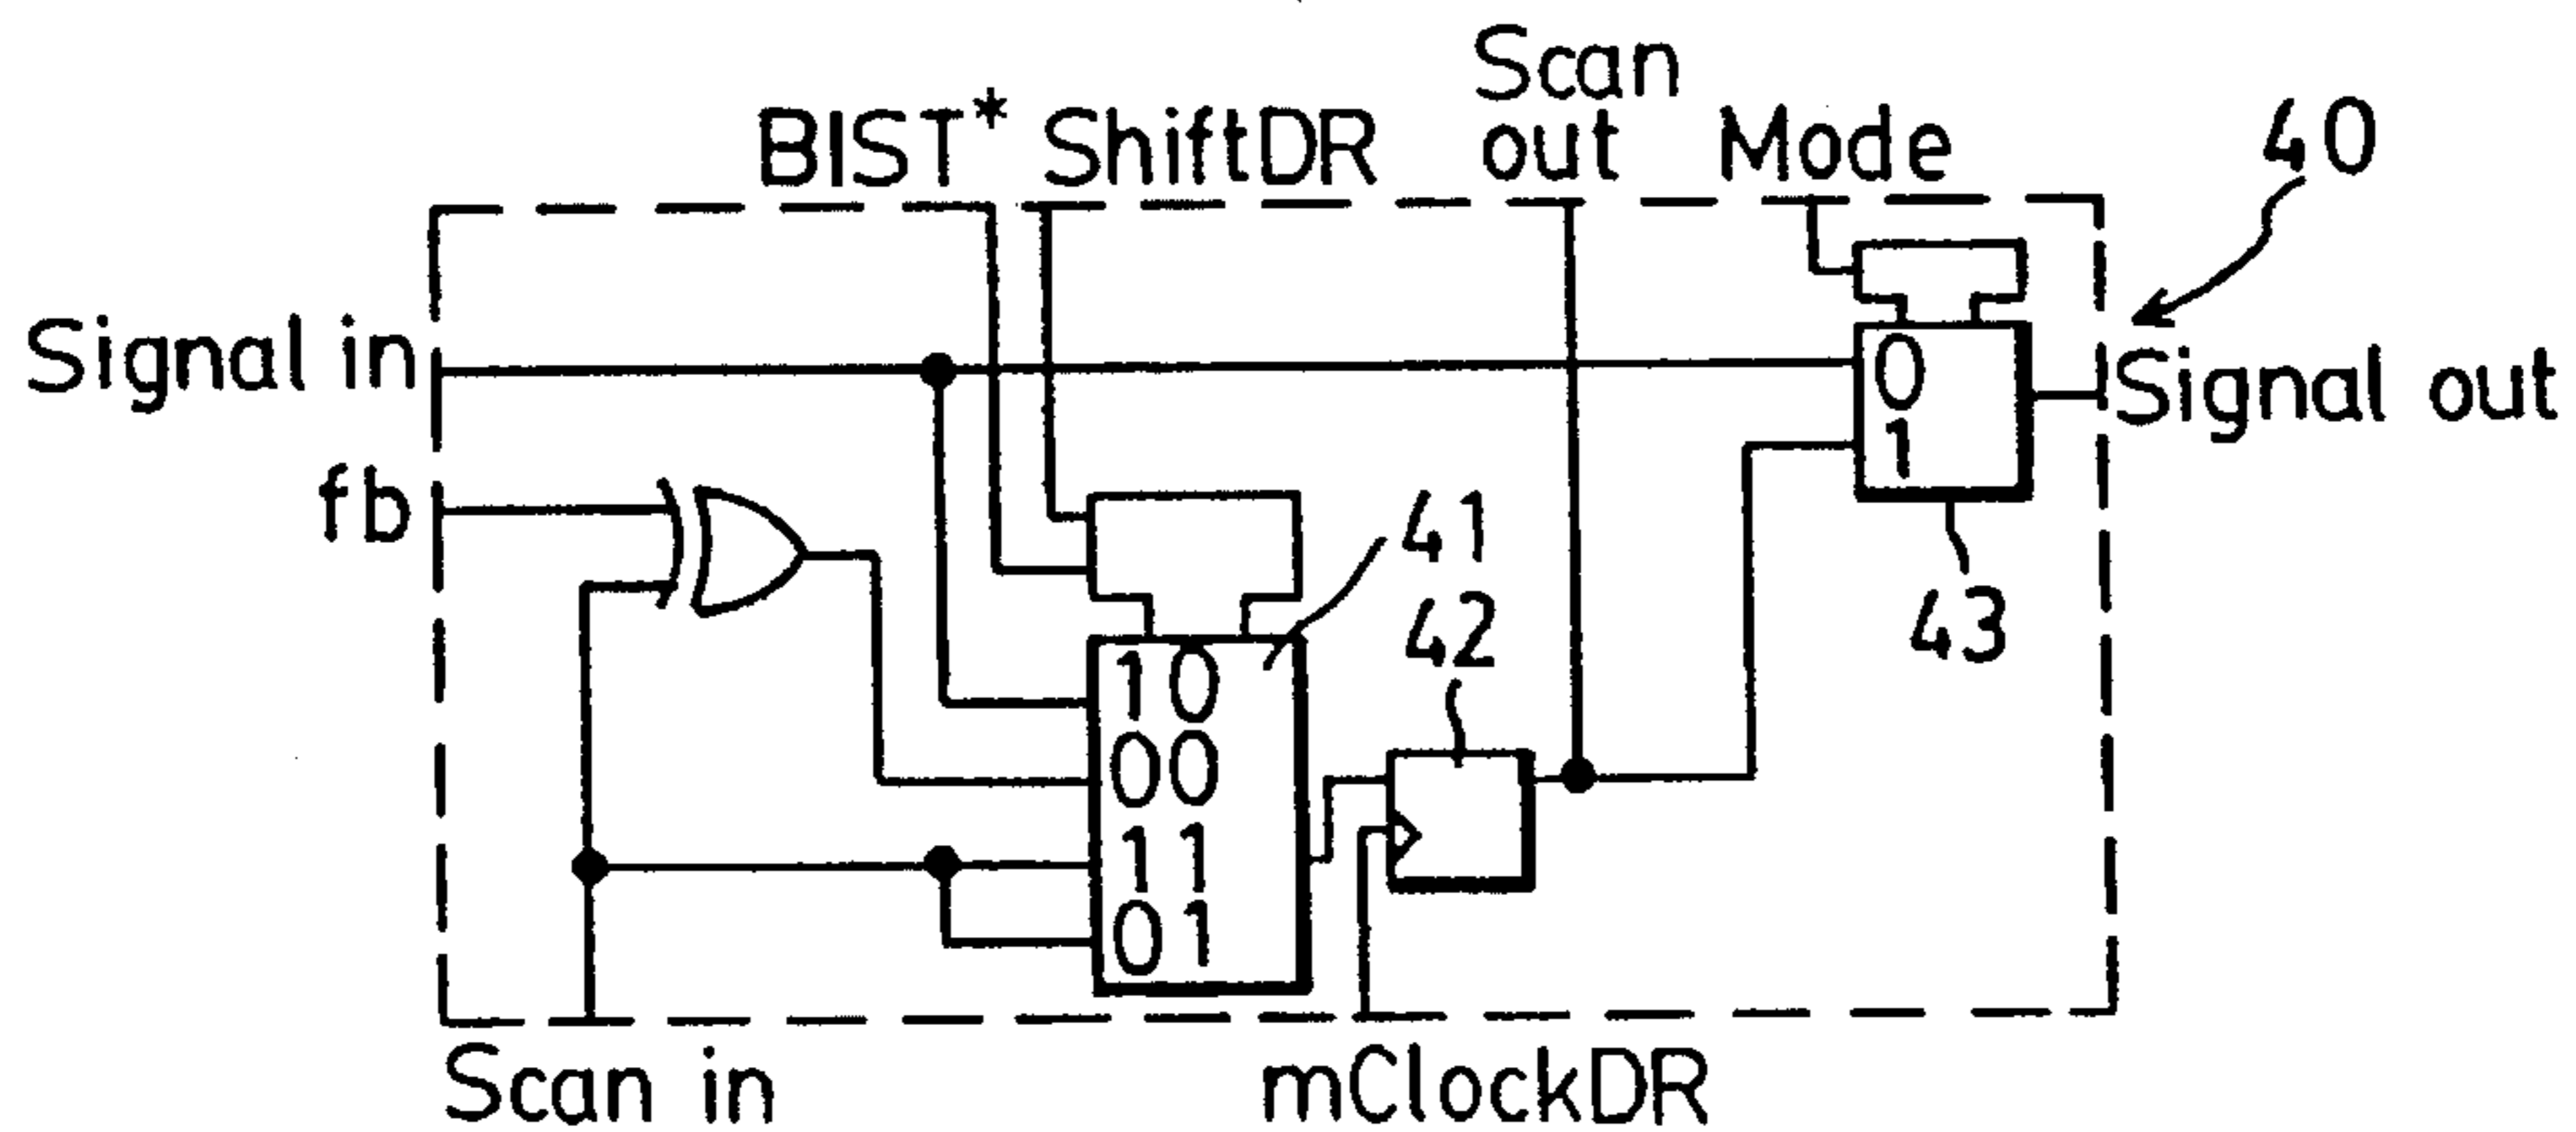 Scan
BIST* ShiftDR out Mode 40
Signal in
0
Signal out
1
fb
41
42
43
10
00
11
01
Scan in
mClockDR